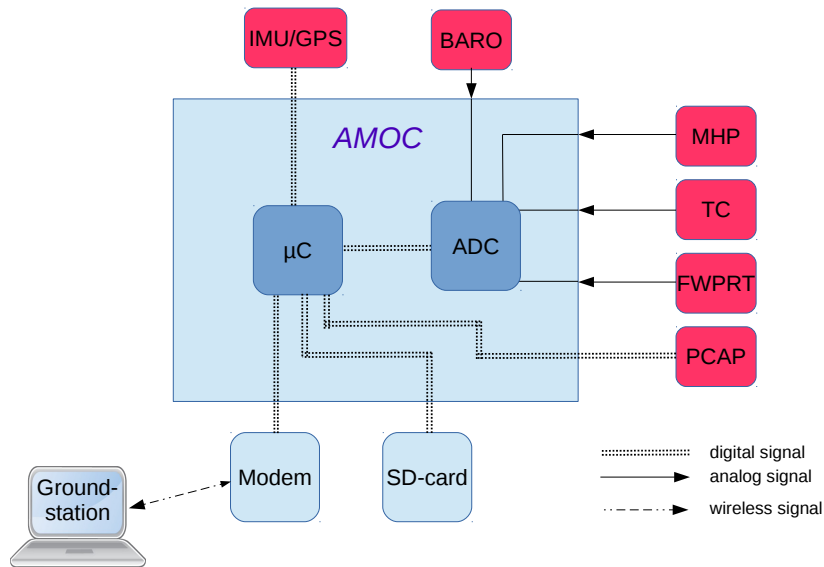 IMU/GPS
BARO
AMOC
MHP
TC
µC
ADC
FWPRT
PCAP
Modem
SD-card
Ground-
station
digital signal
analog signal
wireless signal